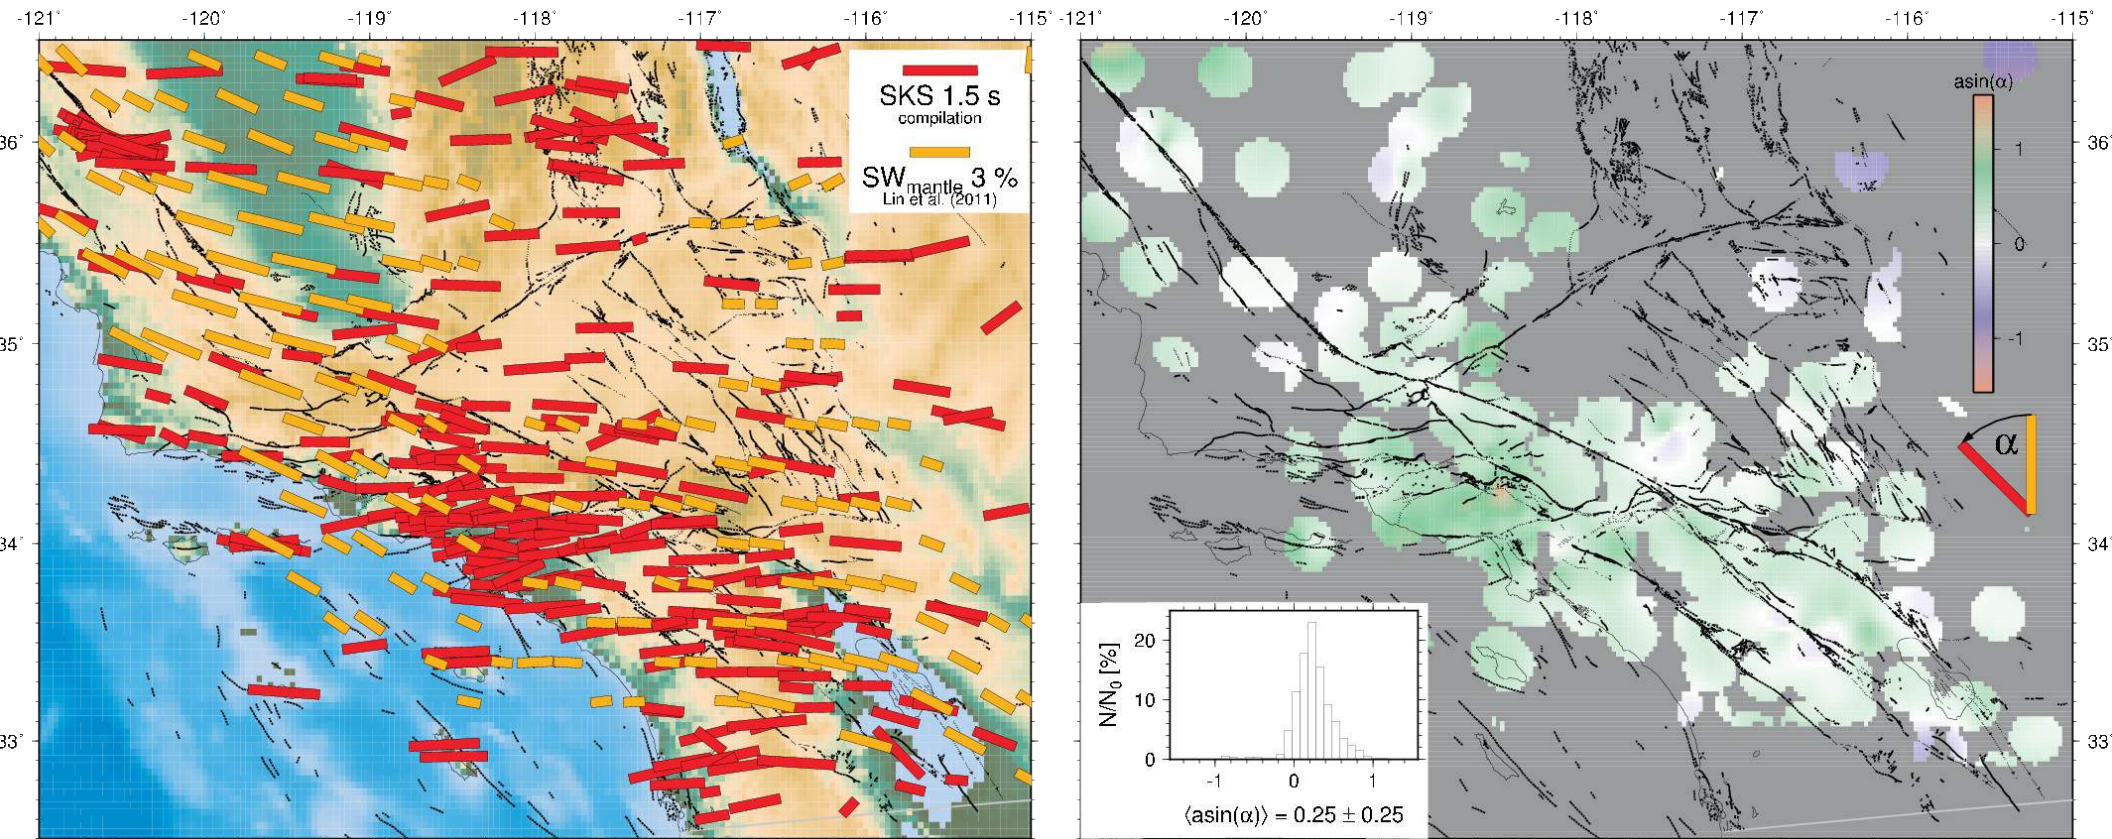 -121˚ -120˚ -119˚ -118˚ -117˚ -116˚ -115˚
-121˚ -120˚ -119˚ -118˚ -117˚ -116˚ -115˚
36˚
35˚
34˚
33˚
SKS 1.5 s
compilation
SWmantle 3 %
Lin et al. (2011)
asin(α)
1
0
-1
α
36˚
35˚
34˚
33˚
N/N0 [%]
20
10
0
-1 0 1
⟨asin(α)⟩ = 0.25 ± 0.25